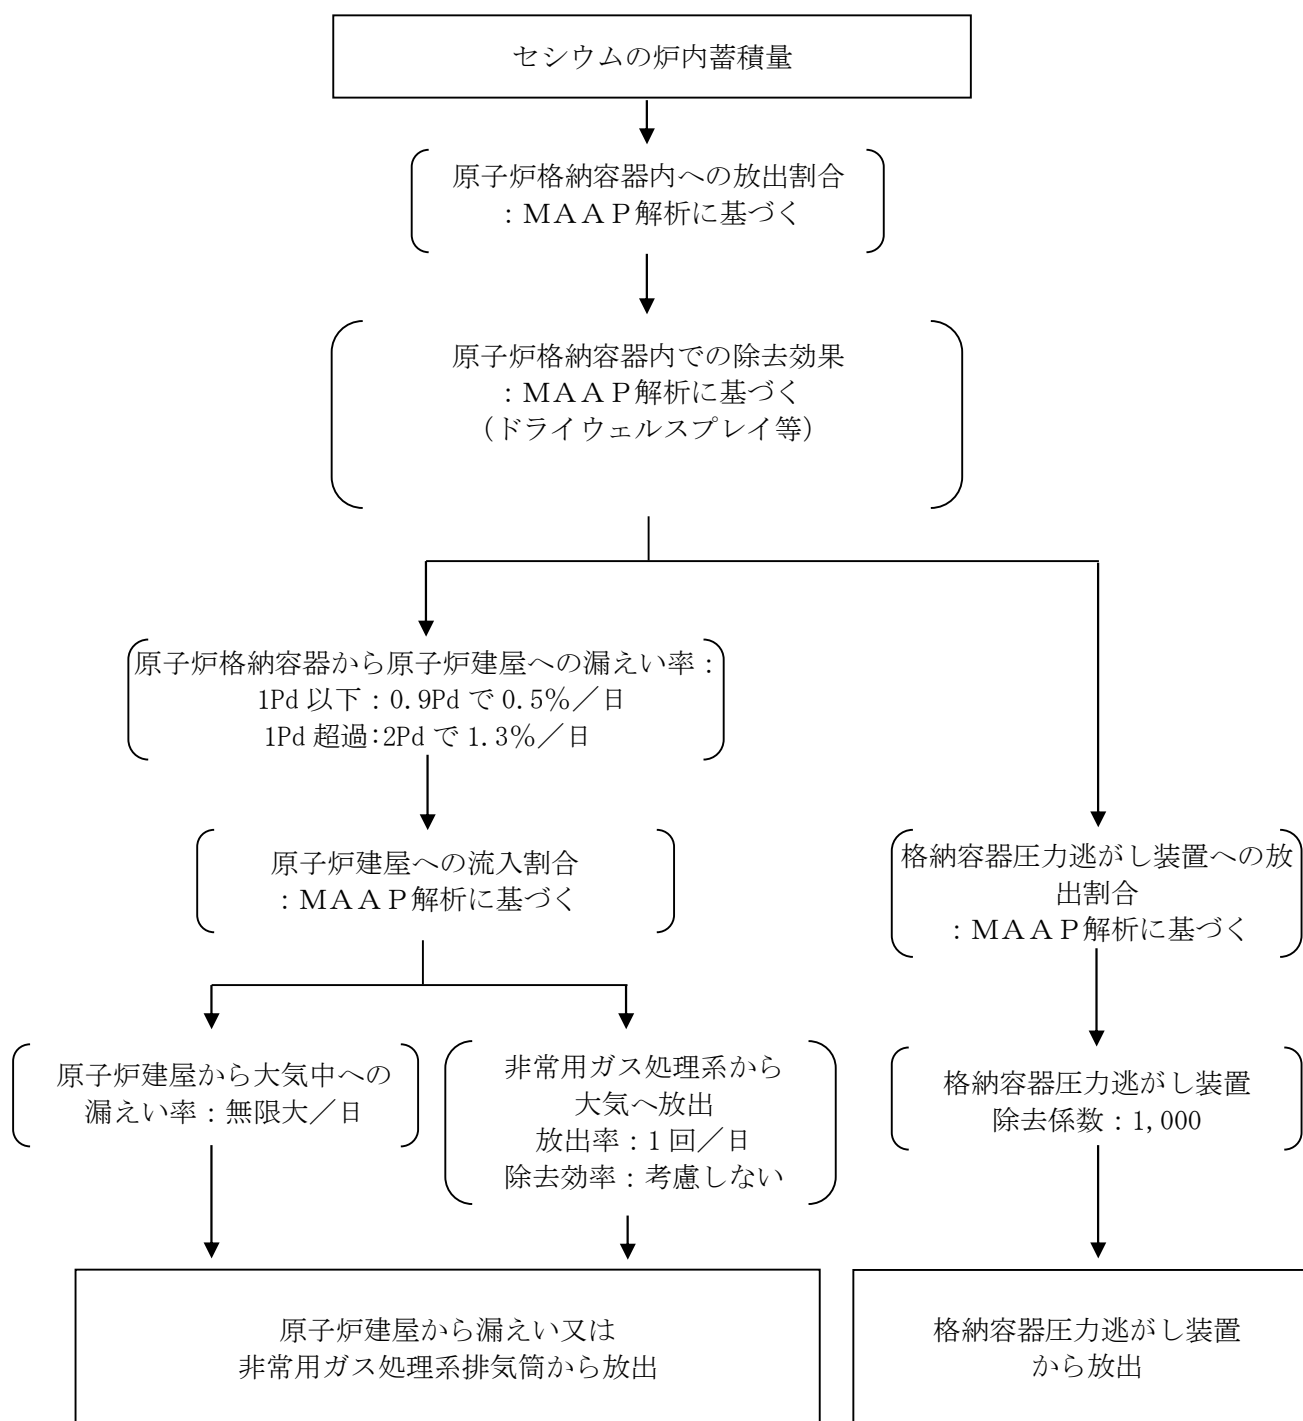 セシウムの炉内蓄積量
原子炉格納容器内への放出割合
：ＭＡＡＰ解析に基づく
原子炉格納容器内での除去効果
：ＭＡＡＰ解析に基づく
（ドライウェルスプレイ等）
原子炉格納容器から原子炉建屋への漏えい率：
1Pd 以下：0.9Pd で 0.5％／日
1Pd 超過：2Pd で 1.3％／日
原子炉建屋への流入割合
：ＭＡＡＰ解析に基づく
格納容器圧力逃がし装置への放
出割合
：ＭＡＡＰ解析に基づく
原子炉建屋から大気中への
漏えい率：無限大／日
非常用ガス処理系から
大気へ放出
放出率：1 回／日
除去効率：考慮しない
格納容器圧力逃がし装置
除去係数：1,000
原子炉建屋から漏えい又は
非常用ガス処理系排気筒から放出
格納容器圧力逃がし装置
から放出